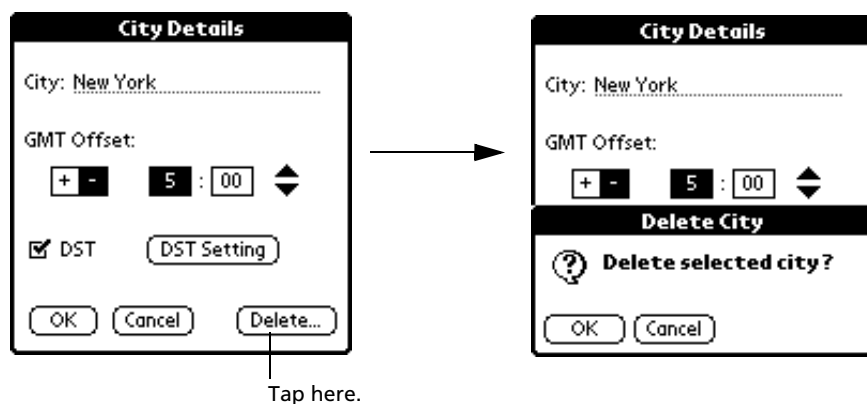 City Details
City: New York
GMT Offset:
+ - 5 : 00
DST DST Setting
OK Cancel Delete...
Tap here.
City Details
City: New York
GMT Offset:
+ - 5 : 00
Delete City
Delete selected city?
OK Cancel